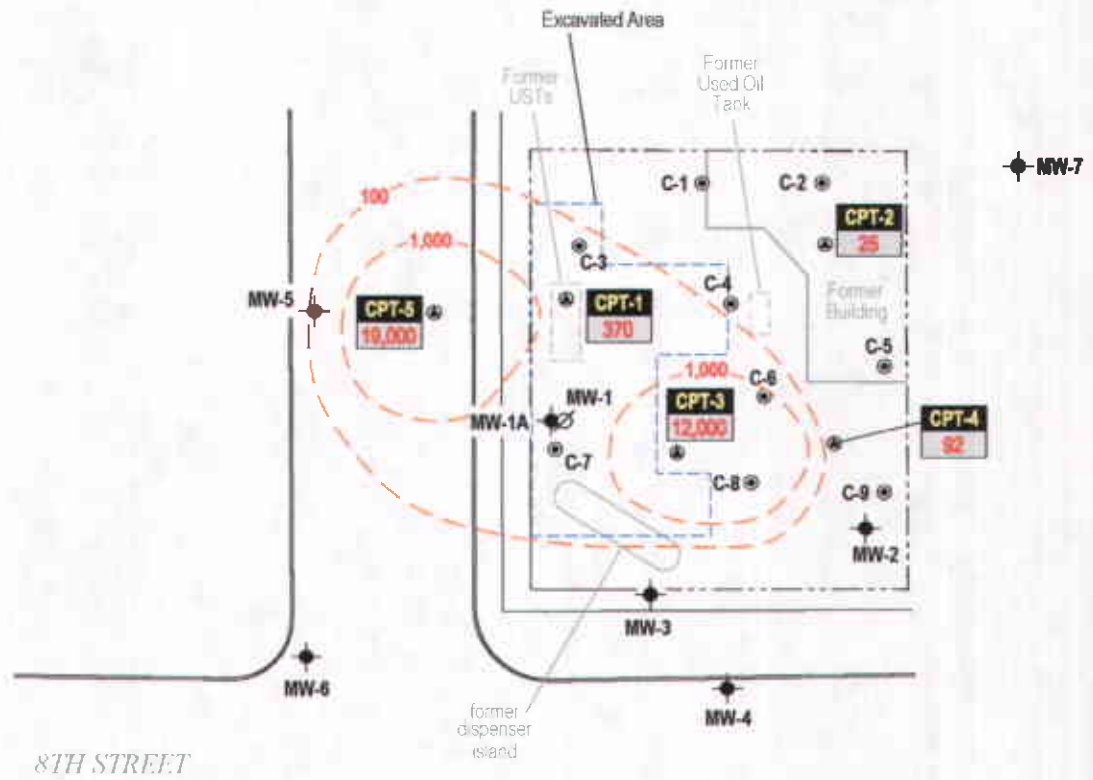 Excavated Area
Former
USTs
Former
Used Oil
Tank
MW-7
C-1
C-2
100
CPT-2
25
1,000
C-3
C-4
MW-5
CPT-5
19,000
CPT-1
370
Former
Building
C-5
1,000
C-6
CPT-3
12,000
MW-1
MW-1A
CPT-4
92
C-7
C-8
C-9
MW-2
MW-3
MW-6
MW-4
former
dispenser
island
8TH STREET